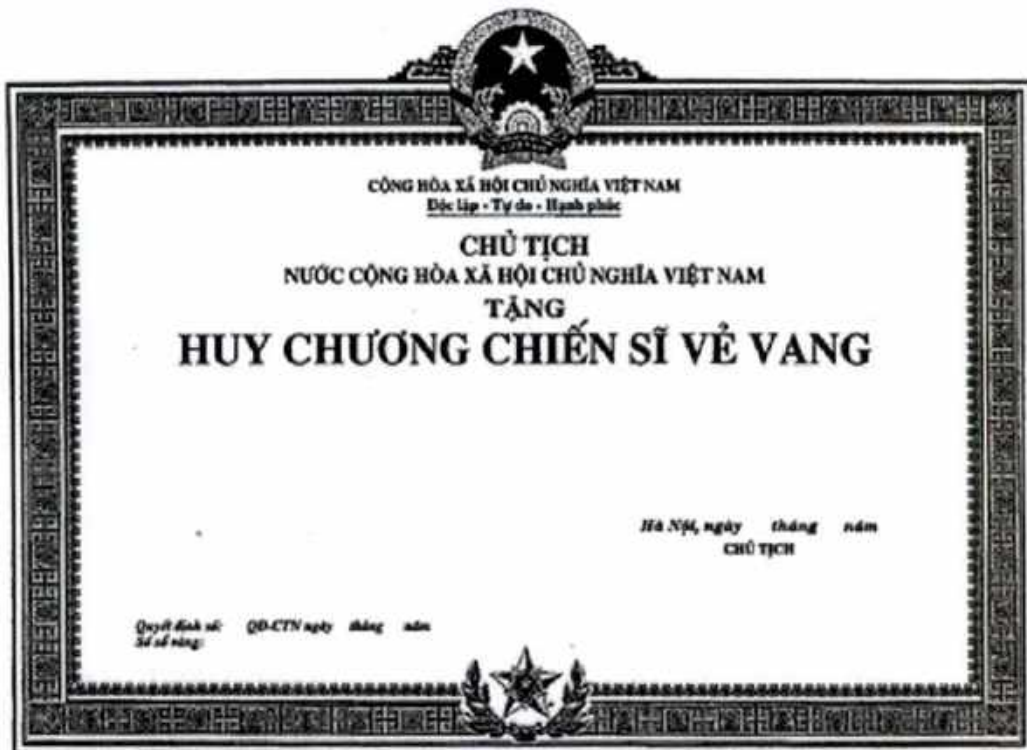 CỘNG HÒA XÃ HỘI CHỦ NGHĨA VIỆT NAM
Độc lập - Tự do - Hạnh phúc
CHỦ TỊCH
NƯỚC CỘNG HÒA XÃ HỘI CHỦ NGHĨA VIỆT NAM
TẶNG
HUY CHƯƠNG CHIẾN SĨ VẺ VANG
Hà Nội, ngày tháng năm
CHỦ TỊCH
Quyết định số: QĐ-CTN ngày tháng năm
Số sổ vàng: